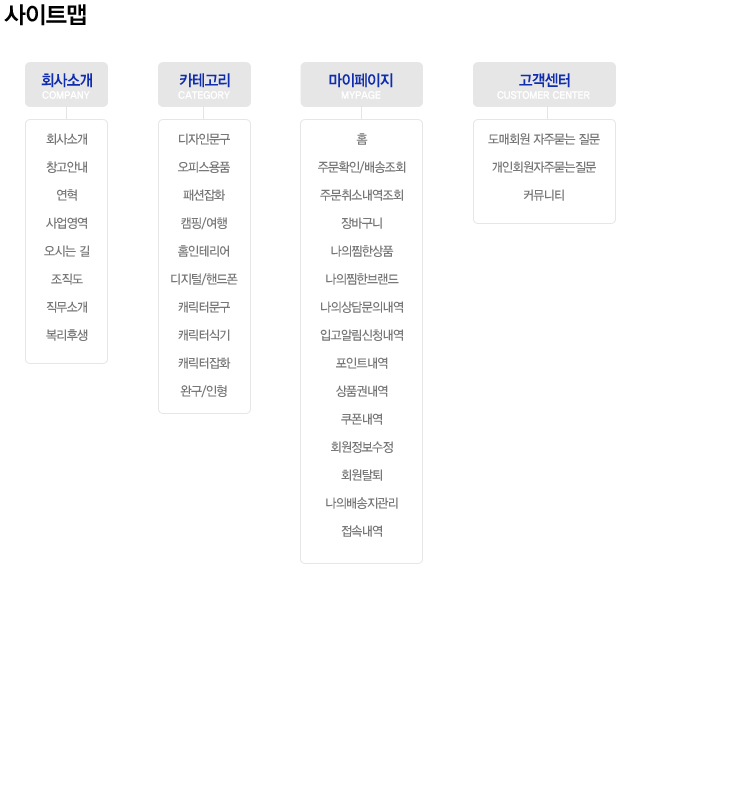 사이트맵
회사소개
COMPANY
회사소개
창고안내
연혁
사업영역
오시는 길
조직도
직무소개
복리후생
카테고리
CATEGORY
디자인문구
오피스용품
패션잡화
캠핑/여행
홈인테리어
디지털/핸드폰
캐릭터문구
캐릭터식기
캐릭터잡화
완구/인형
마이페이지
MYPAGE
홈
주문확인/배송조회
주문취소내역조회
장바구니
나의찜한상품
나의찜한브랜드
나의상담문의내역
입고알림신청내역
포인트내역
상품권내역
쿠폰내역
회원정보수정
회원탈퇴
나의배송지관리
접속내역
고객센터
CUSTOMER CENTER
도매회원 자주묻는 질문
개인회원자주묻는질문
커뮤니티